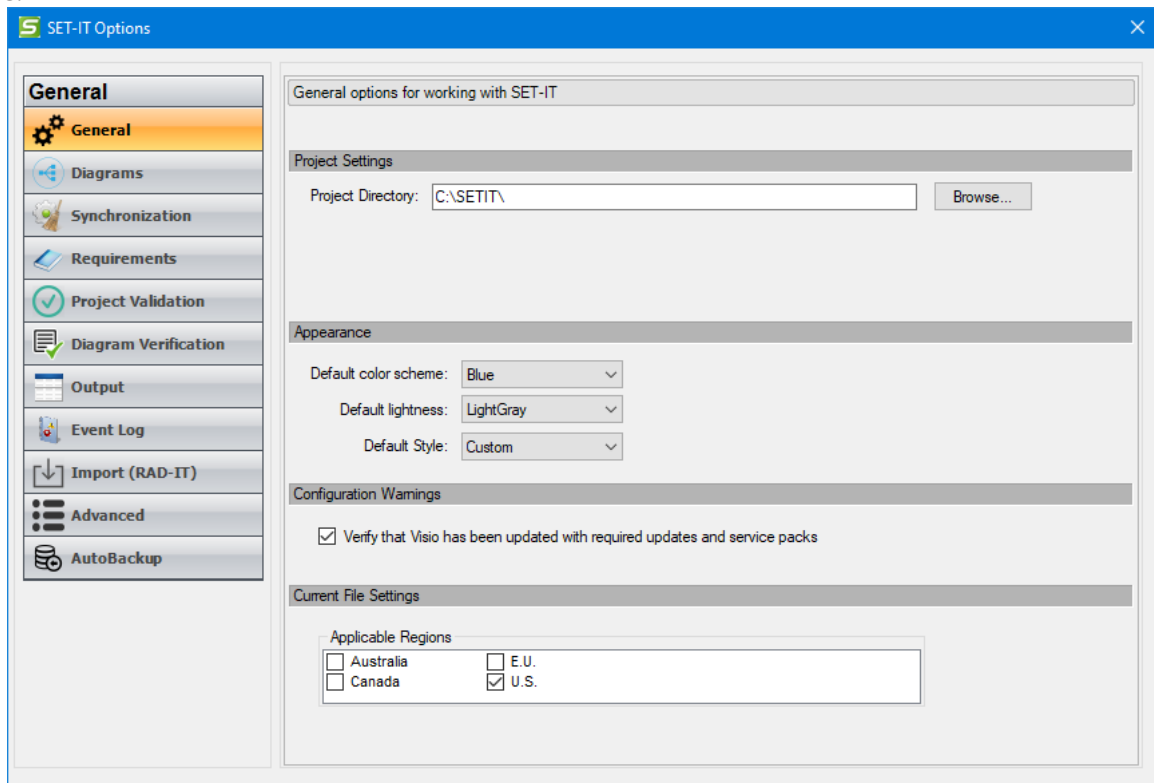 SET-IT Options
General
General
Diagrams
Synchronization
Requirements
Project Validation
Diagram Verification
Output
Event Log
Import (RAD-IT)
Advanced
AutoBackup
General options for working with SET-IT
Project Settings
Project Directory: C:\SETIT\ Browse...
Appearance
Default color scheme: Blue
Default lightness: LightGray
Default Style: Custom
Configuration Warnings
Verify that Visio has been updated with required updates and service packs
Current File Settings
Applicable Regions
Australia E.U.
Canada U.S.